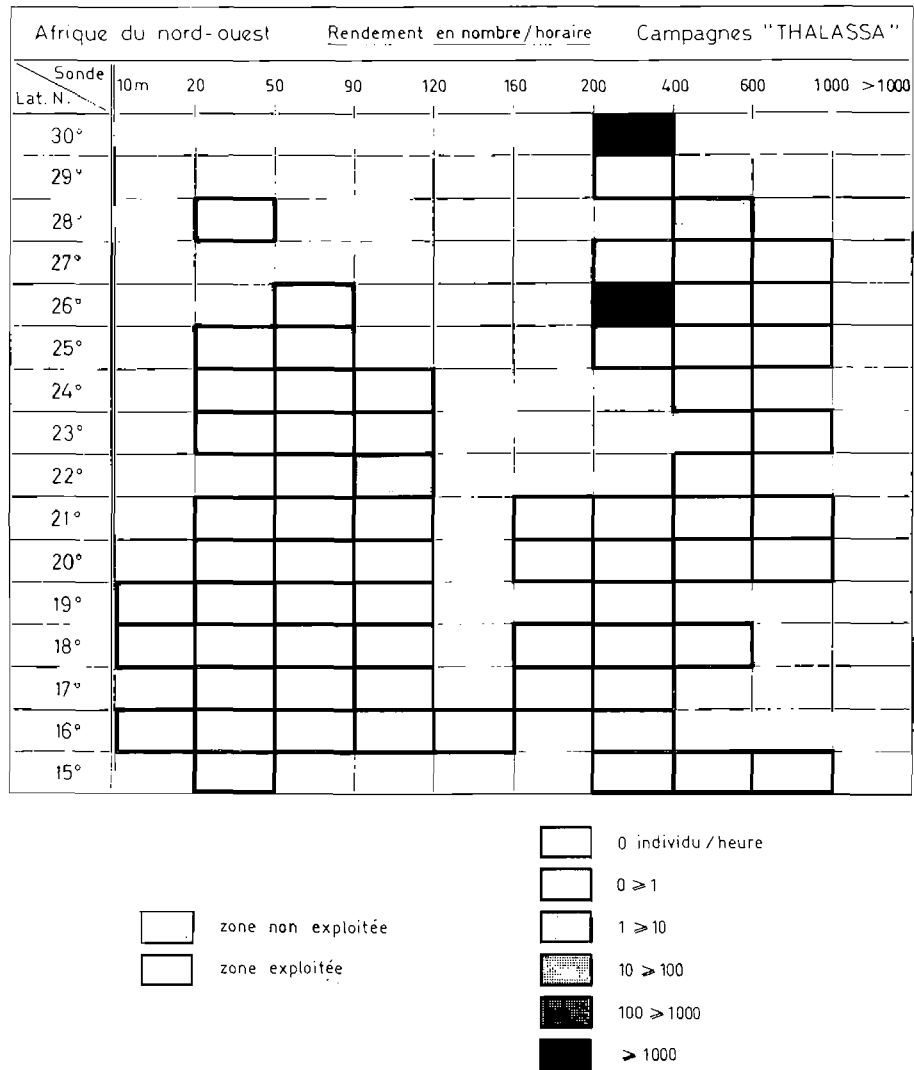 Afrique du nord-ouest Rendement en nombre/horaire Campagnes "THALASSA"
Sonde 10m 20 50 90 120 160 200 400 600 1000 >1000
Lat. N.
30°
29°
28°
27°
26°
25°
24°
23°
22°
21°
20°
19°
18°
17°
16°
15°
0 individu / heure
0 ⩾ 1
zone non exploitée 1 ⩾ 10
zone exploitée 10 ⩾ 100
100 ⩾ 1000
⩾ 1000